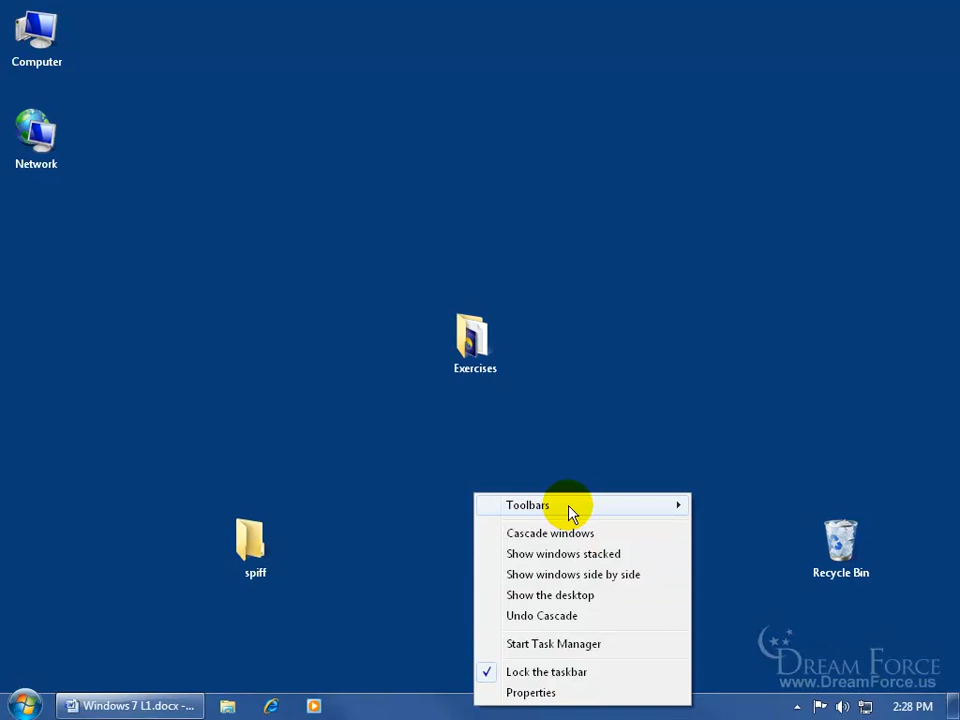 Computer
Network
Exercises
spiff
Recycle Bin
Toolbars
Cascade windows
Show windows stacked
Show windows side by side
Show the desktop
Undo Cascade
Start Task Manager
Lock the taskbar
Properties
DREAM FORCE
www.DreamForce.us
Windows 7 L1.docx -...
2:28 PM